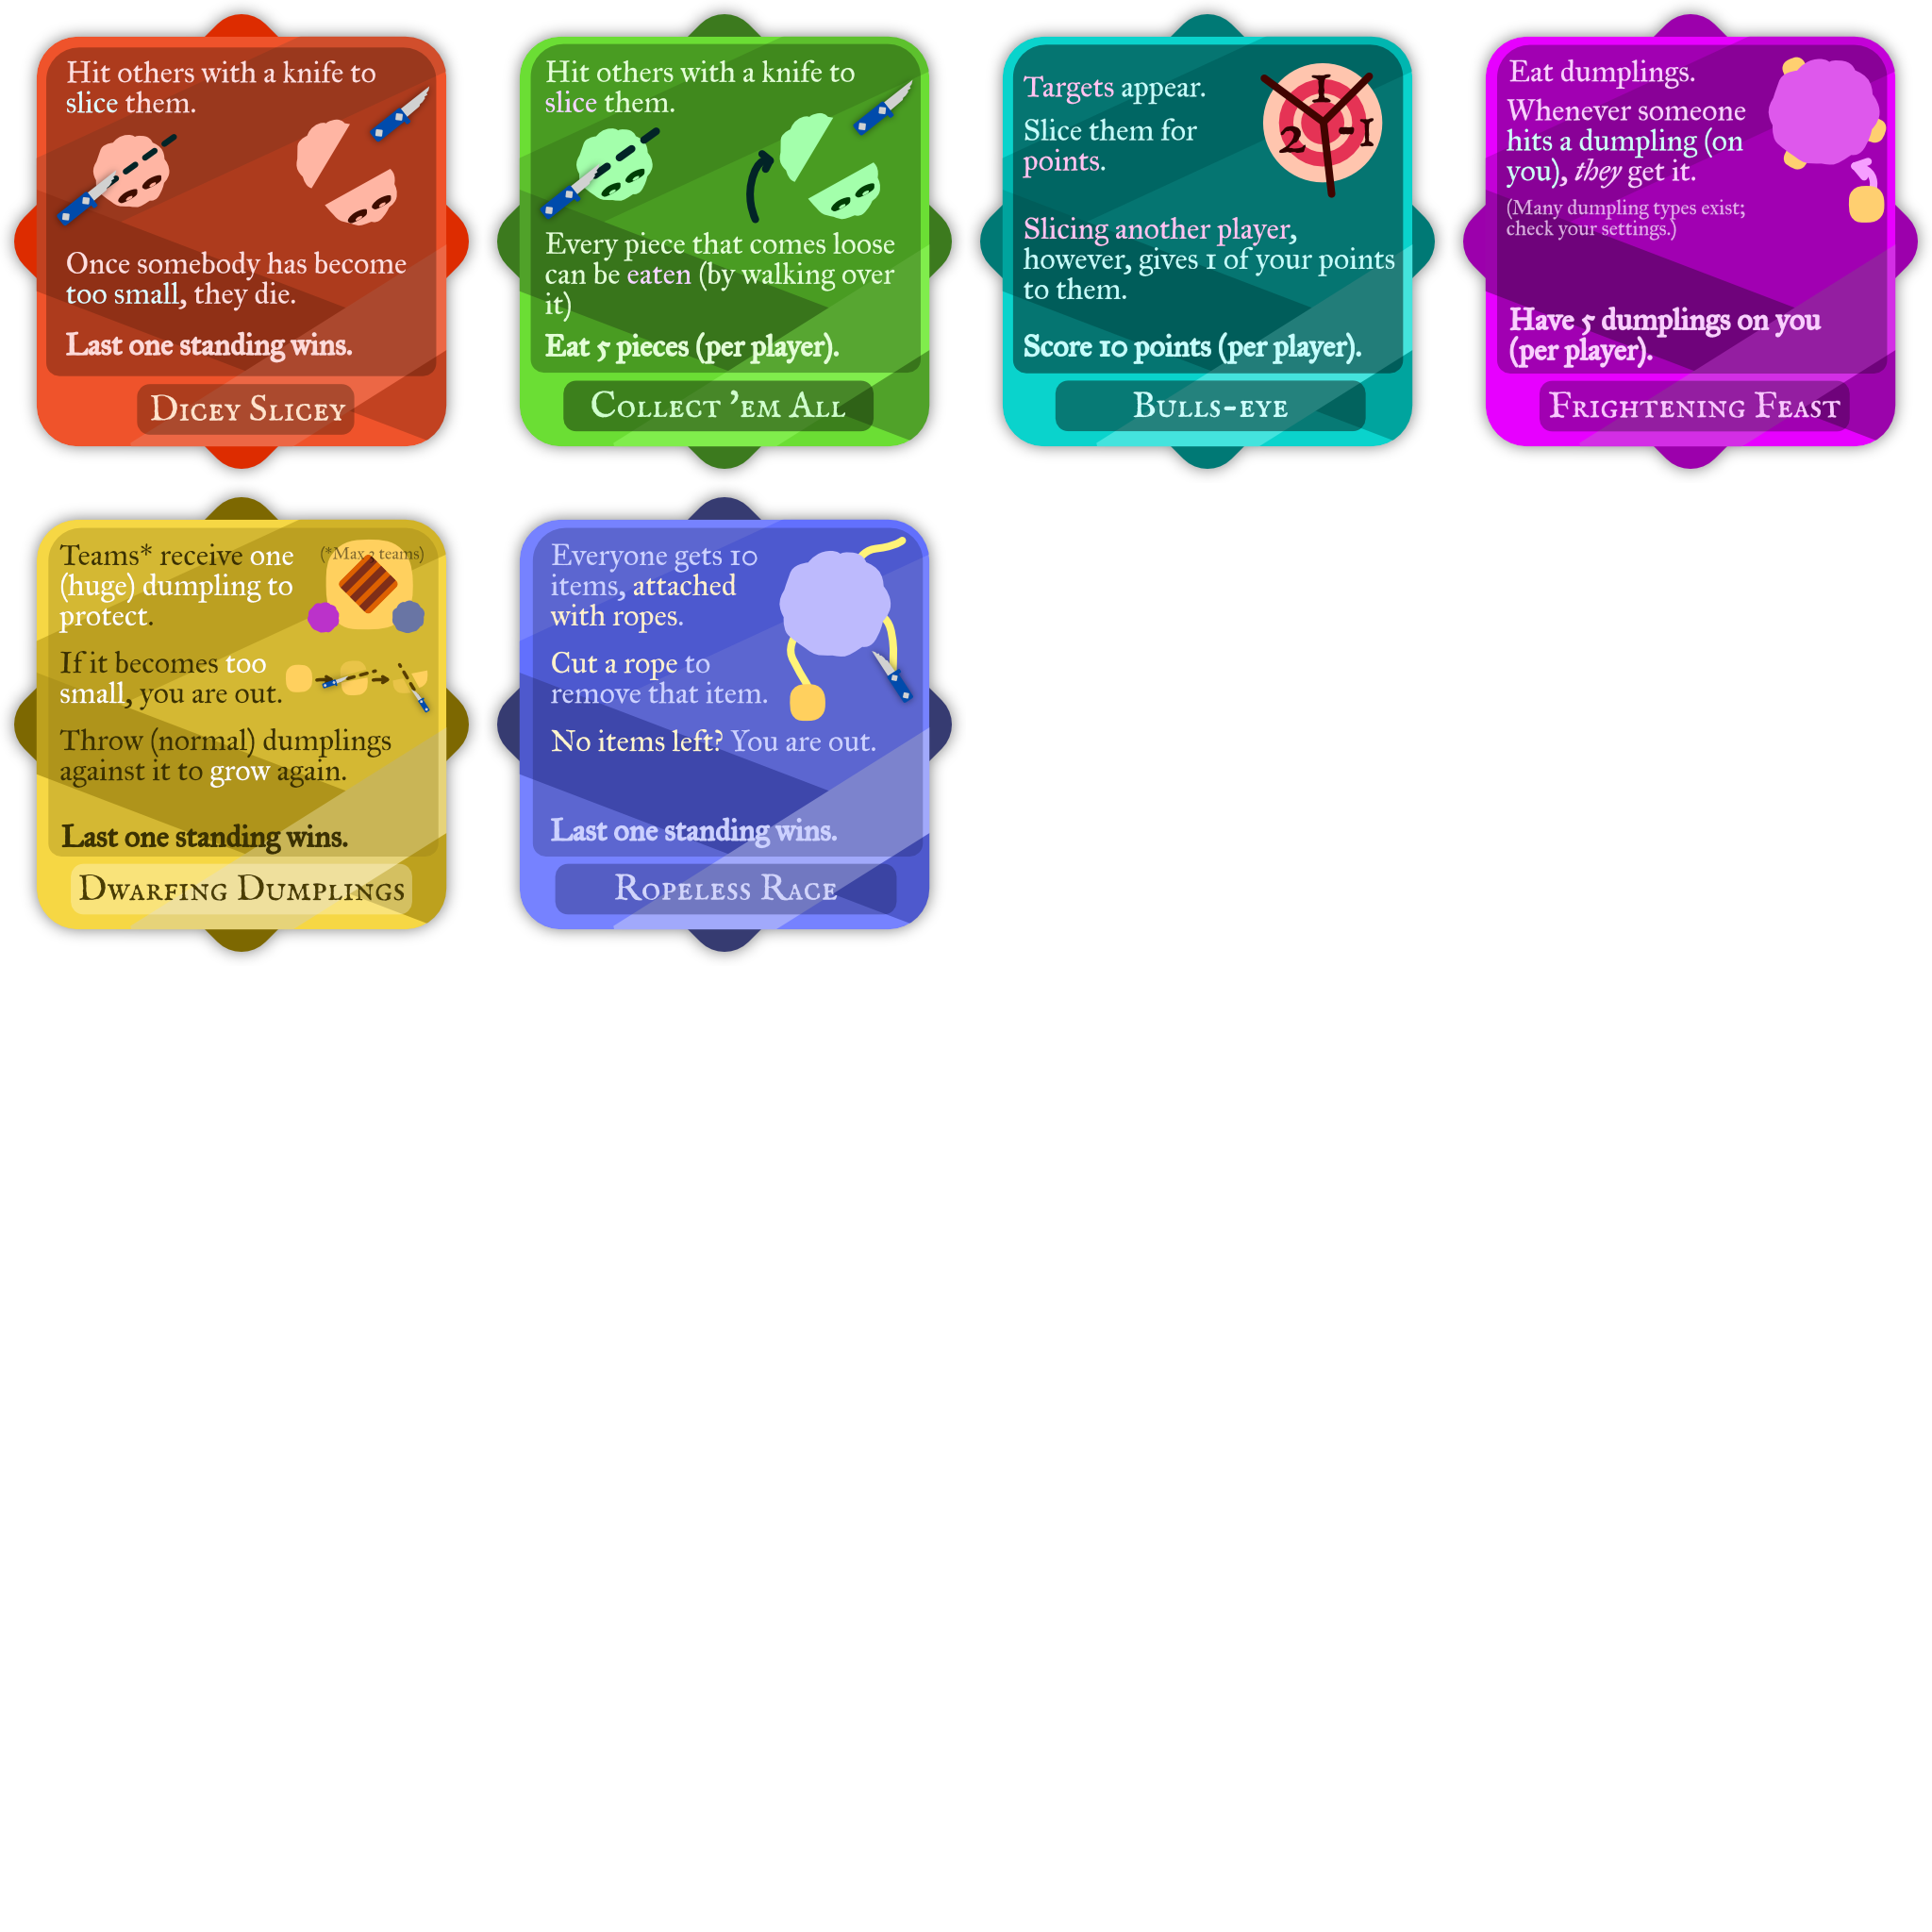 Hit others with a knife to
slice them.
Once somebody has become
too small, they die.
Last one standing wins.
Dicey Slicey
Hit others with a knife to
slice them.
Every piece that comes loose
can be eaten (by walking over
it)
Eat 5 pieces (per player).
Collect 'em All
Targets appear.
Slice them for
points.
1
2
-1
Slicing another player,
however, gives 1 of your points
to them.
Score 10 points (per player).
Bulls-eye
Eat dumplings.
Whenever someone
hits a dumpling (on
you), they get it.
(Many dumpling types exist;
check your settings.)
Have 5 dumplings on you
(per player).
Frightening Feast
Teams* receive one
(huge) dumpling to
protect.
(*Max teams)
If it becomes too
small, you are out.
Throw (normal) dumplings
against it to grow again.
Last one standing wins.
Dwarfing Dumplings
Everyone gets 10
items, attached
with ropes.
Cut a rope to
remove that item.
No items left? You are out.
Last one standing wins.
Ropeless Race